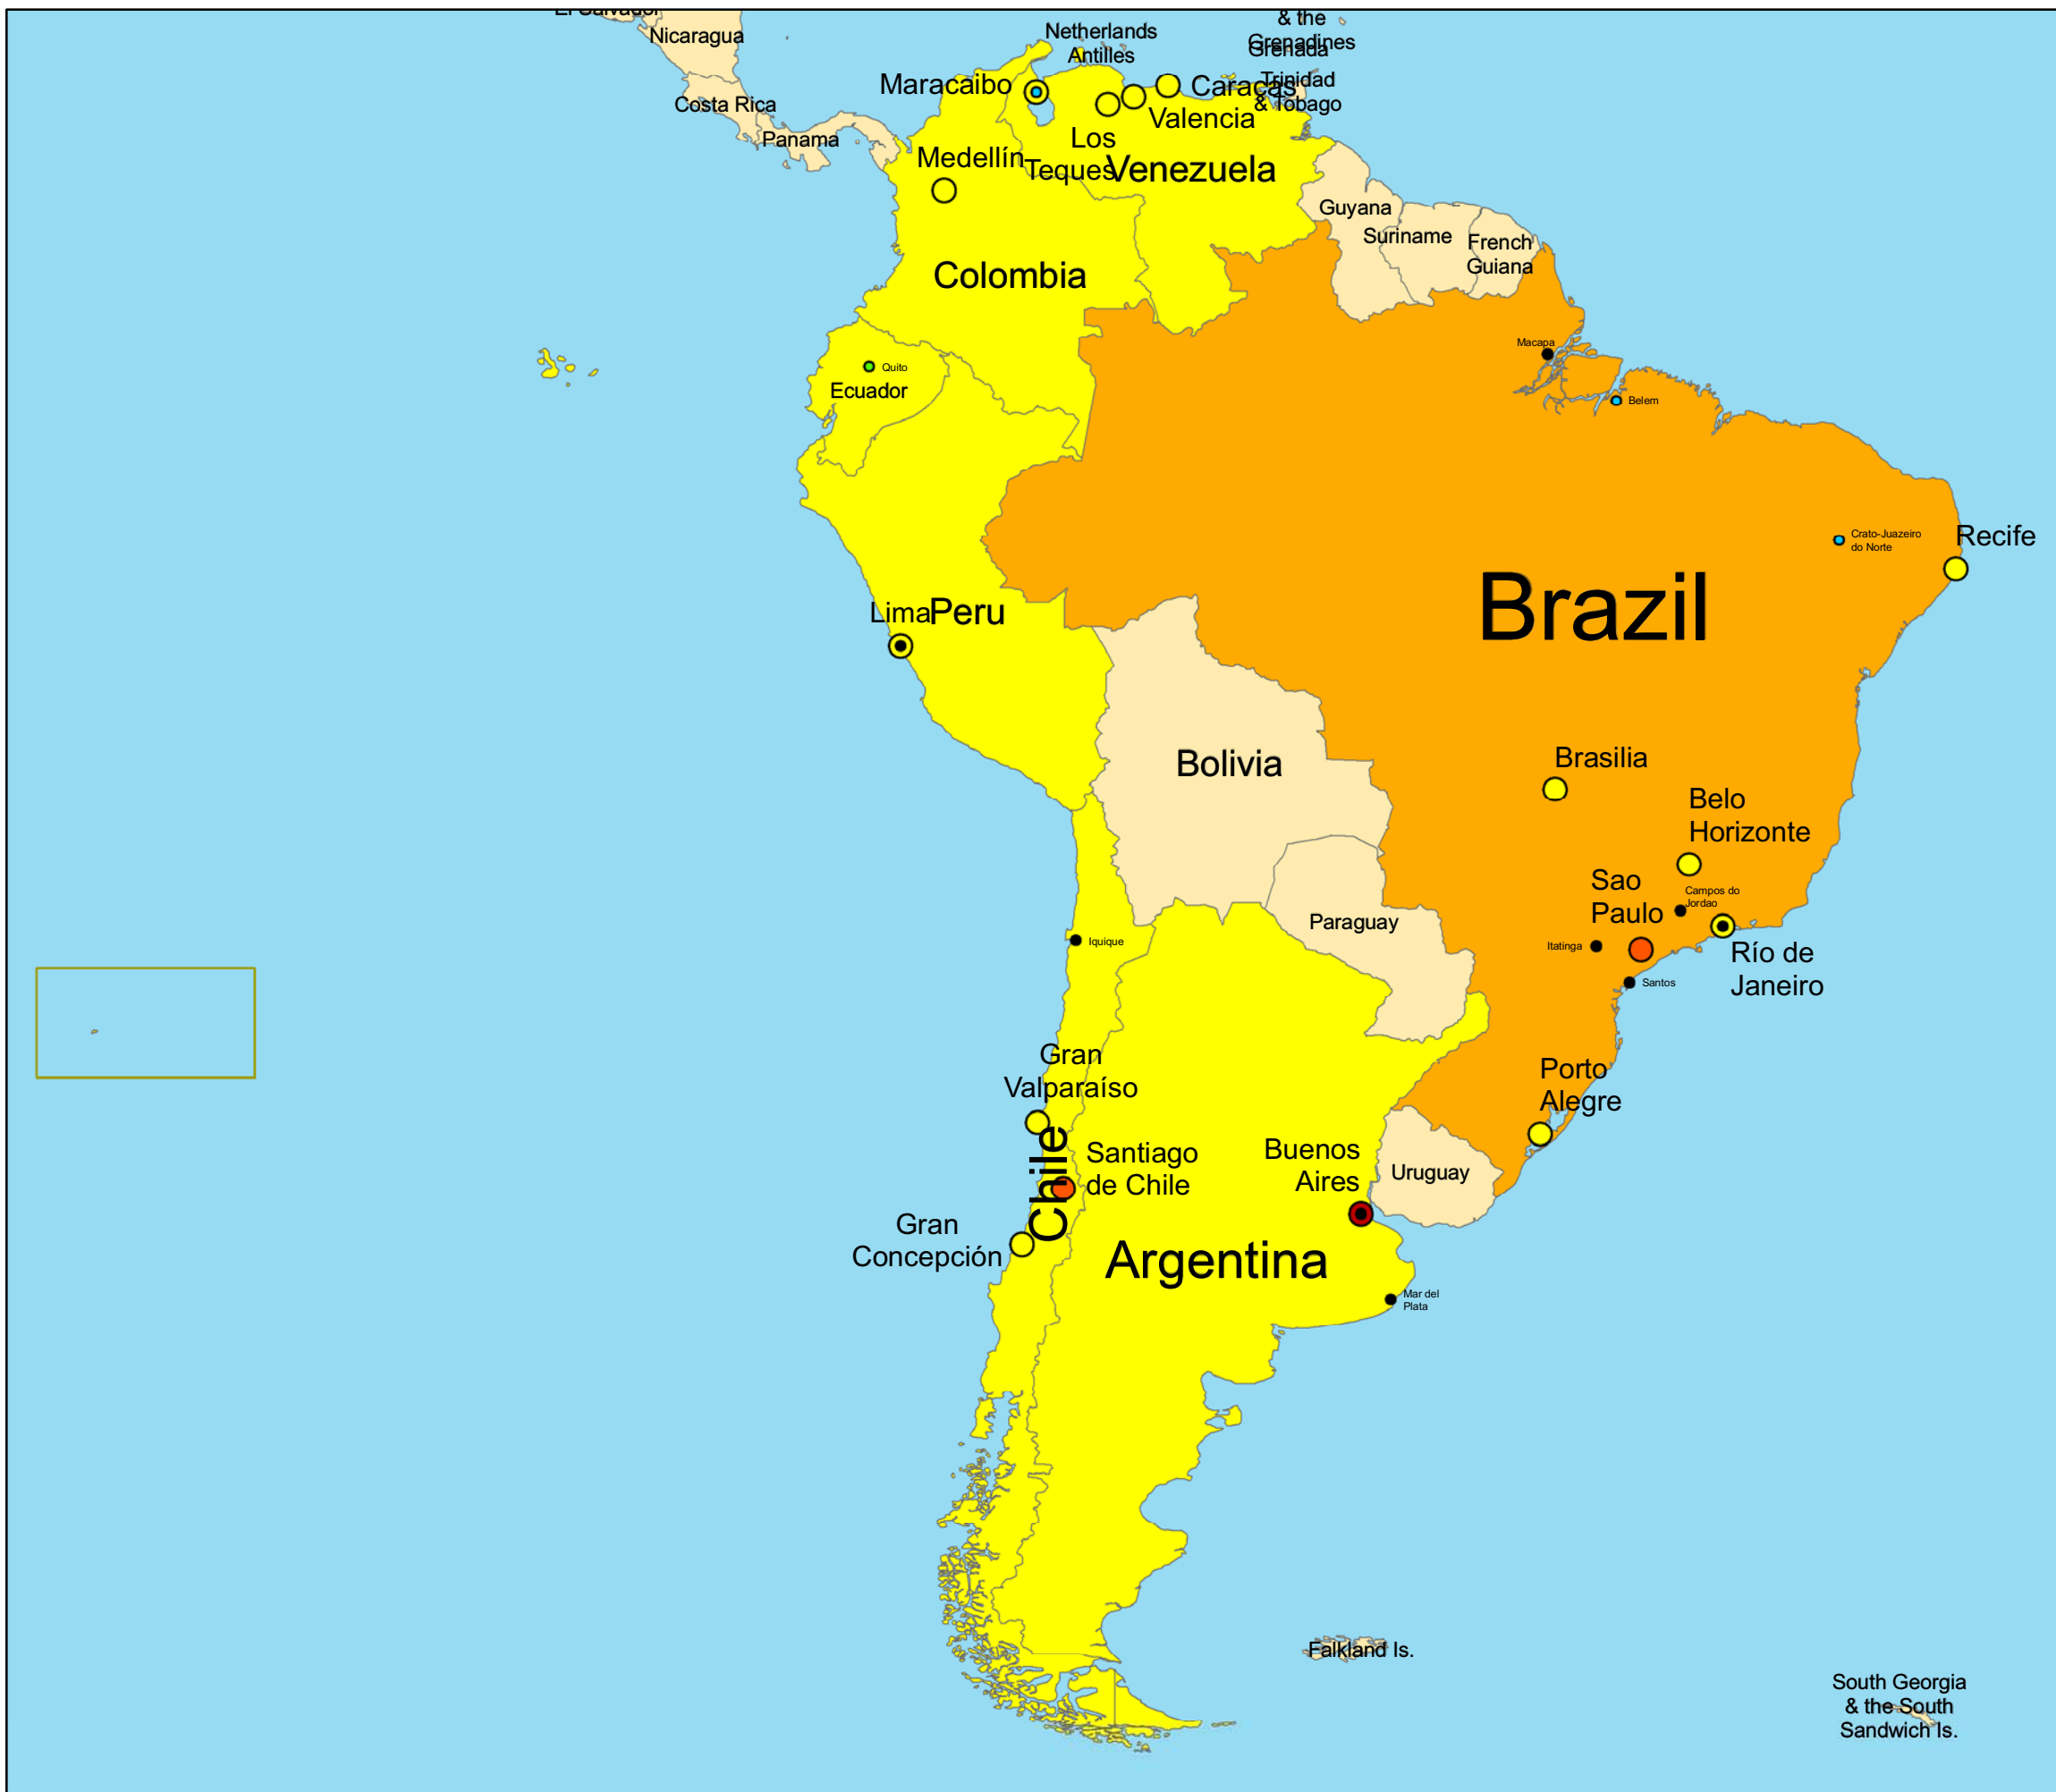 El Salvador
Nicaragua
Costa Rica
Panama
Netherlands
Antilles
& the
Grenadines
Grenada
Trinidad
& Tobago
Maracaibo
Caracas
Valencia
Los
Teques
Medellín
Venezuela
Guyana
Suriname
French
Guiana
Colombia
Macapa
Quito
Ecuador
Belem
Crato-Juazeiro
do Norte
Recife
Brazil
Lima
Peru
Bolivia
Brasilia
Belo
Horizonte
Sao
Paulo
Campos do
Jordao
Paraguay
Iquique
Itatinga
Río de
Janeiro
Santos
Gran
Valparaíso
Porto
Alegre
Chile
Santiago
de Chile
Buenos
Aires
Uruguay
Gran
Concepción
Argentina
Mar del
Plata
Falkland Is.
South Georgia
& the South
Sandwich Is.